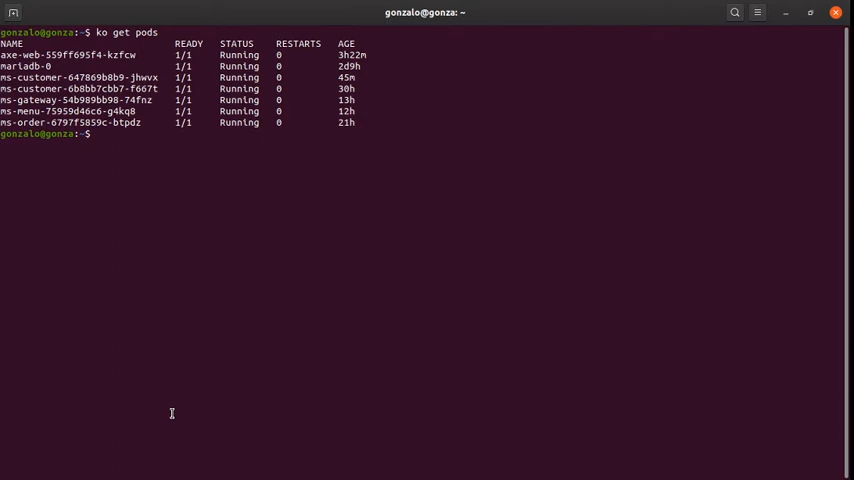 gonzalo@gonza: ~
gonzalo@gonza:~$ ko get pods
NAME READY STATUS RESTARTS AGE
axe-web-559ff695f4-kzfcw 1/1 Running 0 3h22m
mariadb-0 1/1 Running 0 2d9h
ms-customer-647869b8b9-jhwvx 1/1 Running 0 45m
ms-customer-6b8bb7cbb7-f667t 1/1 Running 0 30h
ms-gateway-54b989bb98-74fnz 1/1 Running 0 13h
ms-menu-75959d46c6-g4kq8 1/1 Running 0 12h
ms-order-6797f5859c-btpdz 1/1 Running 0 21h
gonzalo@gonza:~$